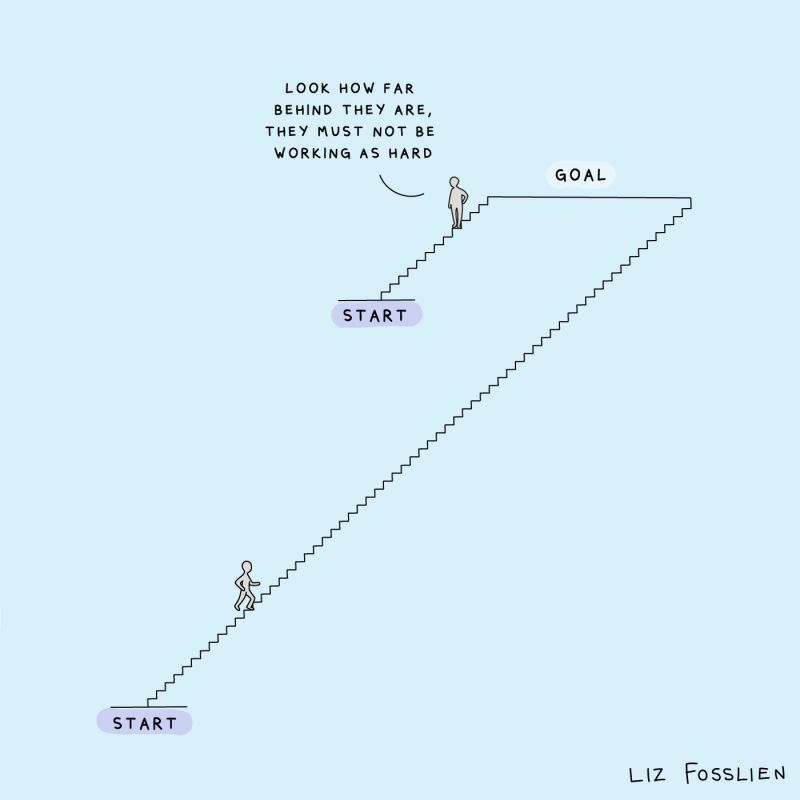 LOOK HOW FAR
BEHIND THEY ARE,
THEY MUST NOT BE
WORKING AS HARD
GOAL
START
START
LIZ FOSSLIEN